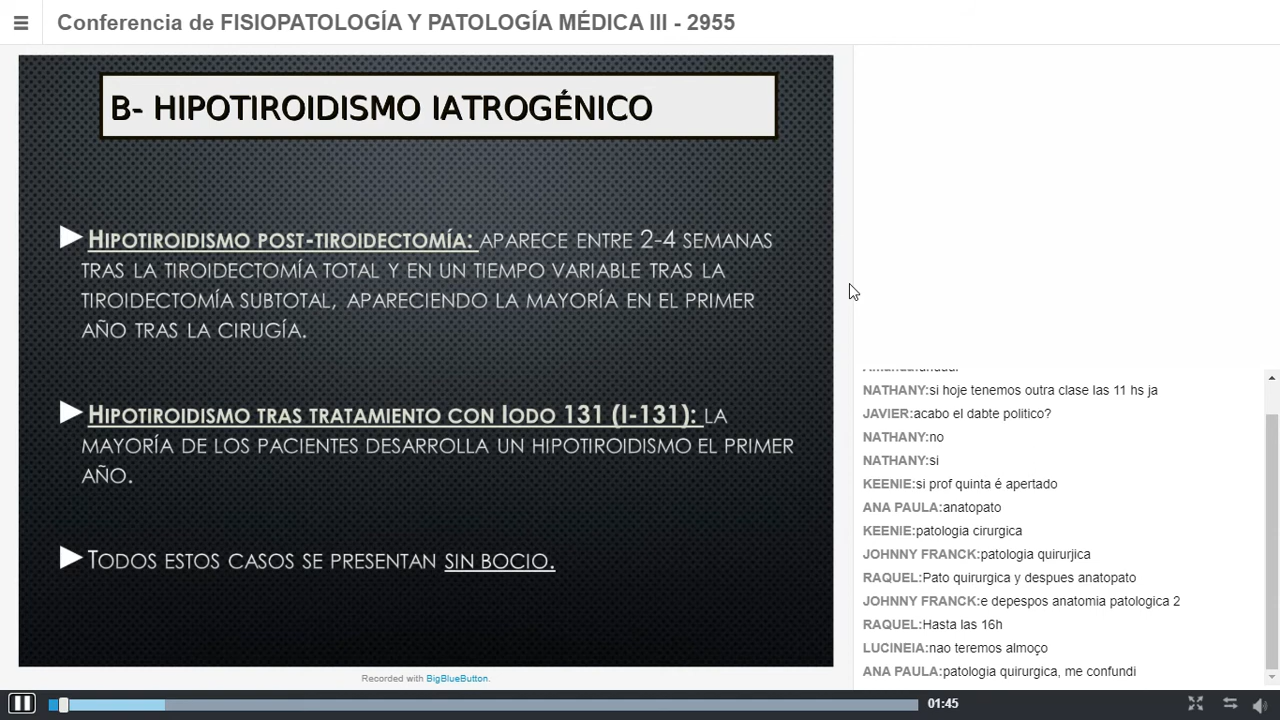 Conferencia de FISIOPATOLOGÍA Y PATOLOGÍA MÉDICA III - 2955
B- HIPOTIROIDISMO IATROGÉNICO
HIPOTIROIDISMO POST-TIROIDECTOMÍA: APARECE ENTRE 2-4 SEMANAS
TRAS LA TIROIDECTOMÍA TOTAL Y EN UN TIEMPO VARIABLE TRAS LA
TIROIDECTOMÍA SUBTOTAL, APARECIENDO LA MAYORÍA EN EL PRIMER
AÑO TRAS LA CIRUGÍA.
HIPOTIROIDISMO TRAS TRATAMIENTO CON IODO 131 (I-131): LA
MAYORÍA DE LOS PACIENTES DESARROLLA UN HIPOTIROIDISMO EL PRIMER
AÑO.
TODOS ESTOS CASOS SE PRESENTAN SIN BOCIO.
Recorded with BigBlueButton.
NATHANY:si hoje tenemos outra clase las 11 hs ja
JAVIER:acabo el dabte politico?
NATHANY:no
NATHANY:si
KEENIE:si prof quinta é apertado
ANA PAULA:anatopato
KEENIE:patologia cirurgica
JOHNNY FRANCK:patologia quirurjica
RAQUEL:Pato quirurgica y despues anatopato
JOHNNY FRANCK:e depespos anatomia patologica 2
RAQUEL:Hasta las 16h
LUCINEIA:nao teremos almoço
ANA PAULA:patologia quirurgica, me confundi
01:45